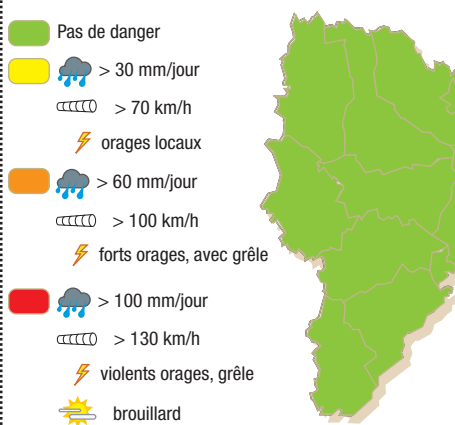 Pas de danger
> 30 mm/jour
> 70 km/h
orages locaux
> 60 mm/jour
> 100 km/h
forts orages, avec grêle
> 100 mm/jour
> 130 km/h
violents orages, grêle
brouillard